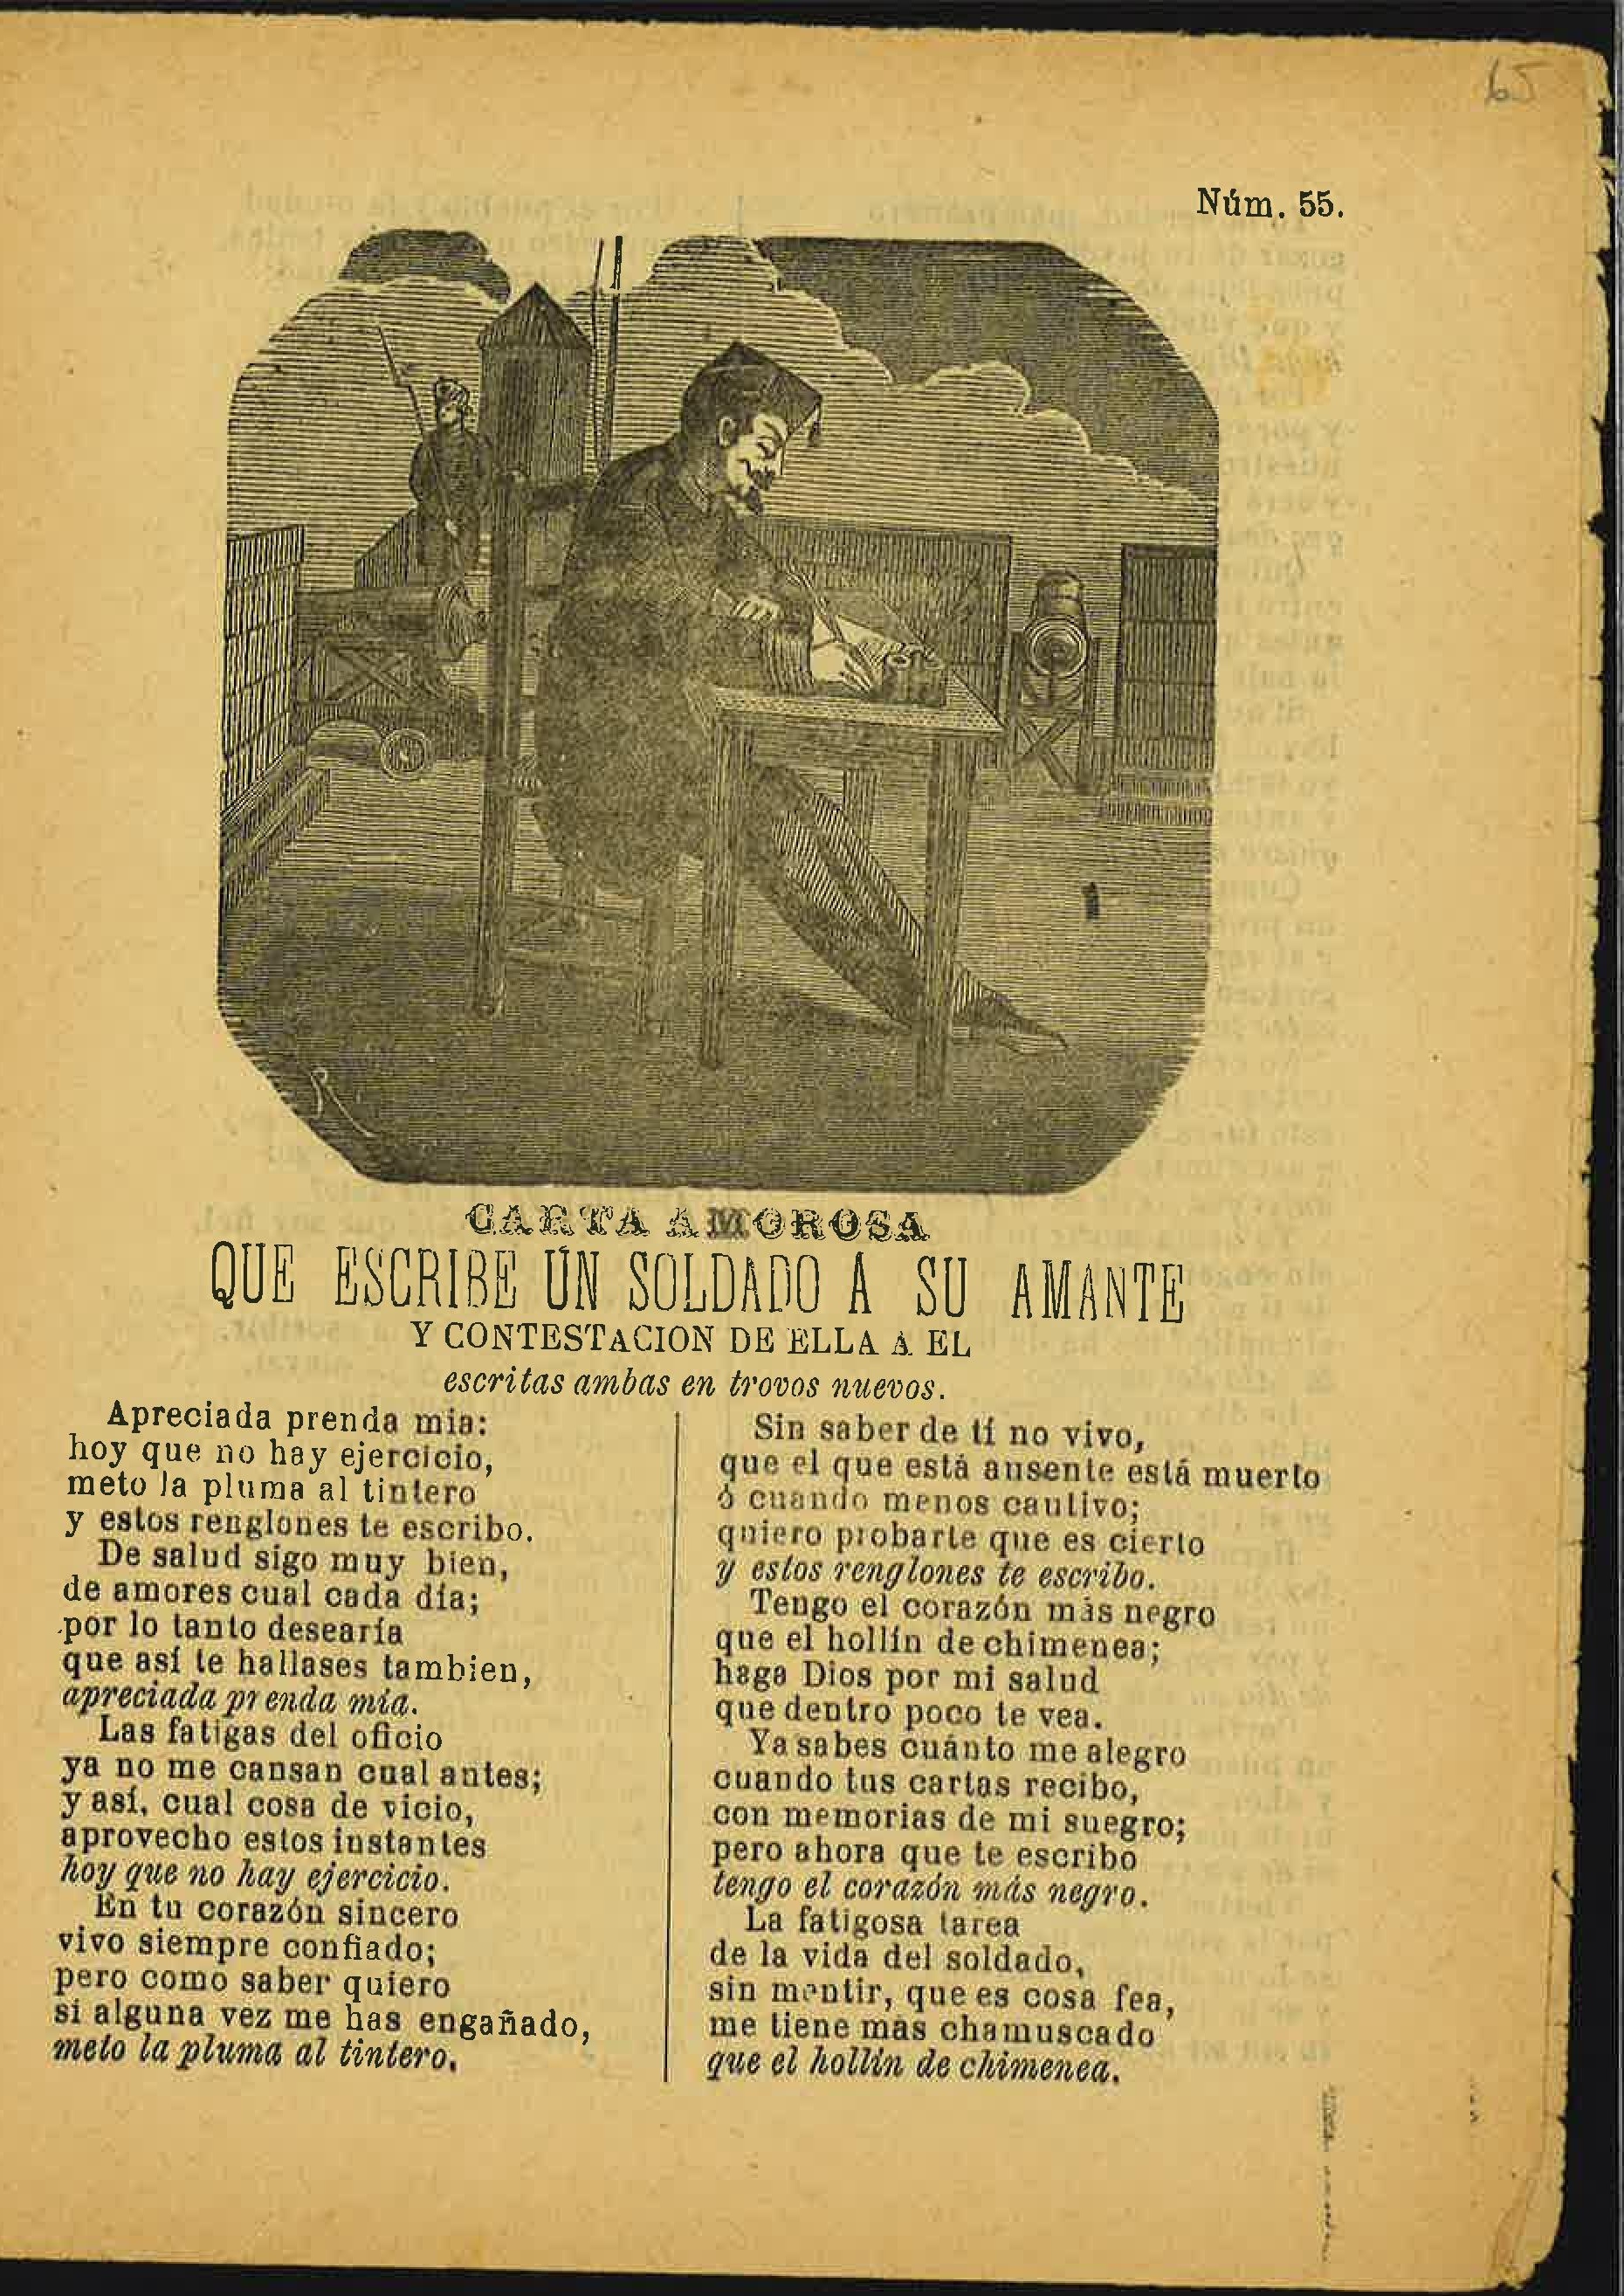 65
Núm. 55.
R
CARTA AMOROSA
QUE ESCRIBE UN SOLDADO A SU AMANTE
Y CONTESTACION DE ELLA A EL
escritas ambas en trovos nuevos.
Apreciada prenda mia:
hoy que no hay ejercicio,
meto la pluma al tintero
y estos renglones te escribo.
De salud sigo muy bien,
de amores cual cada día;
por lo tanto desearía
que así te hallases tambien,
apreciada prenda mia.
Las fatigas del oficio
ya no me cansan cual antes;
y así, cual cosa de vicio,
aprovecho estos instantes
hoy que no hay ejercicio.
En tu corazón sincero
vivo siempre confiado;
pero como saber quiero
si alguna vez me has engañado,
meto la pluma al tintero.
Sin saber de tí no vivo,
que el que está ausente está muerto
ó cuando menos cautivo;
quiero probarte que es cierto
y estos renglones te escribo.
Tengo el corazón más negro
que el hollín de chimenea;
haga Dios por mi salud
que dentro poco te vea.
Ya sabes cuánto me alegro
cuando tus cartas recibo,
con memorias de mi suegro;
pero ahora que te escribo
tengo el corazón más negro.
La fatigosa tarea
de la vida del soldado,
sin mentir, que es cosa fea,
me tiene más chamuscado
que el hollín de chimenea.